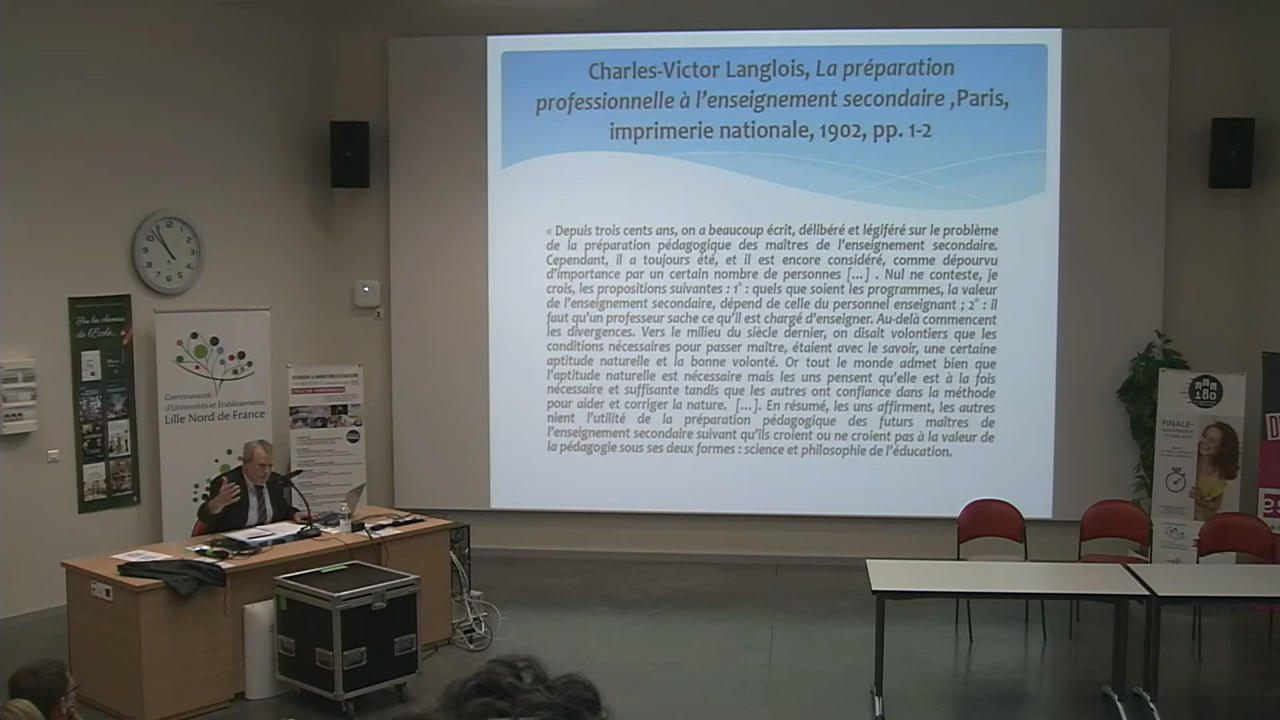 Charles-Victor Langlois, La préparation
professionnelle à l'enseignement secondaire ,Paris,
imprimerie nationale, 1902, pp. 1-2
« Depuis trois cents ans, on a beaucoup écrit, délibéré et légiféré sur le problème
de la préparation pédagogique des maîtres de l'enseignement secondaire.
Cependant, il a toujours été, et il est encore considéré, comme dépourvu
d'importance par un certain nombre de personnes [...] . Nul ne conteste, je
crois, les propositions suivantes : 1° : quels que soient les programmes, la valeur
de l'enseignement secondaire, dépend de celle du personnel enseignant ; 2° : il
faut qu'un professeur sache ce qu'il est chargé d'enseigner. Au-delà commencent
les divergences. Vers le milieu du siècle dernier, on disait volontiers que les
conditions nécessaires pour passer maître, étaient avec le savoir, une certaine
aptitude naturelle et la bonne volonté. Or tout le monde admet bien que
l'aptitude naturelle est nécessaire mais les uns pensent qu'elle est à la fois
nécessaire et suffisante tandis que les autres ont confiance dans la méthode
pour aider et corriger la nature. [...]. En résumé, les uns affirment, les autres
nient l'utilité de la préparation pédagogique des futurs maîtres de
l'enseignement secondaire suivant qu'ils croient ou ne croient pas à la valeur de
la pédagogie sous ses deux formes : science et philosophie de l'éducation.
Sur les chemins
de l'École...
Communauté
d'Universités et Établissements
Lille Nord de France
180
FINALE